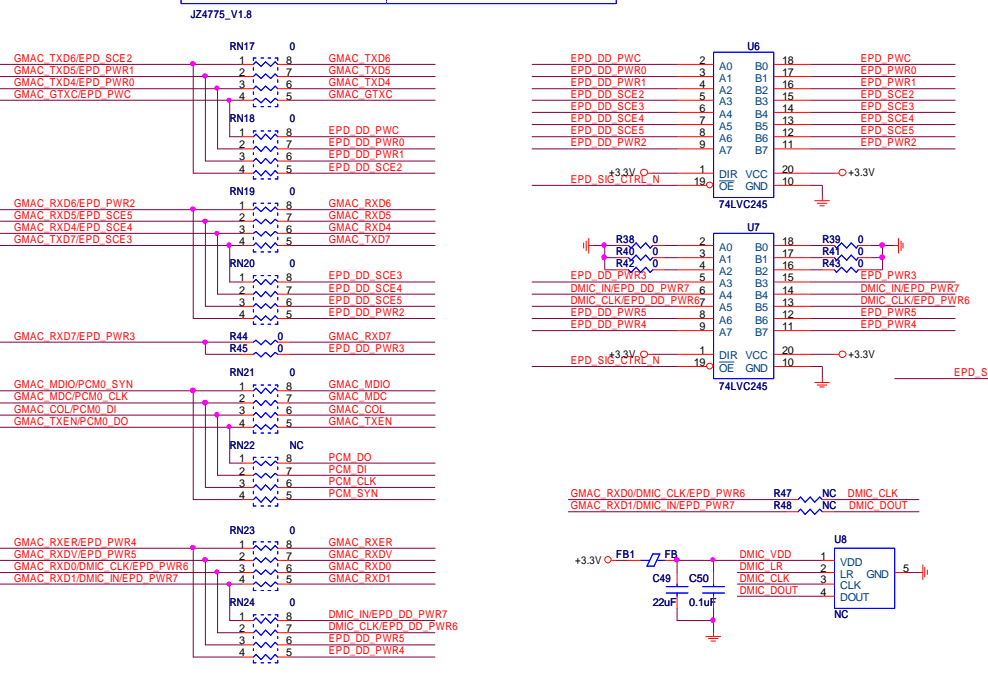 JZ4775_V1.8
RN17 0
GMAC_TXD6/EPD_SCE2 1 8 GMAC_TXD6
GMAC_TXD5/EPD_PWR1 2 7 GMAC_TXD5
GMAC_TXD4/EPD_PWR0 3 6 GMAC_TXD4
GMAC_GTXC/EPD_PWC 4 5 GMAC_GTXC
RN18 0
1 8 EPD_DD_PWC
2 7 EPD_DD_PWR0
3 6 EPD_DD_PWR1
4 5 EPD_DD_SCE2
RN19 0
GMAC_RXD6/EPD_PWR2 1 8 GMAC_RXD6
GMAC_RXD5/EPD_SCE5 2 7 GMAC_RXD5
GMAC_RXD4/EPD_SCE4 3 6 GMAC_RXD4
GMAC_TXD7/EPD_SCE3 4 5 GMAC_TXD7
RN20 0
1 8 EPD_DD_SCE3
2 7 EPD_DD_SCE4
3 6 EPD_DD_SCE5
4 5 EPD_DD_PWR2
GMAC_RXD7/EPD_PWR3 R44 0 GMAC_RXD7
R45 0 EPD_DD_PWR3
RN21 0
GMAC_MDIO/PCM0_SYN 1 8 GMAC_MDIO
GMAC_MDC/PCM0_CLK 2 7 GMAC_MDC
GMAC_COL/PCM0_DI 3 6 GMAC_COL
GMAC_TXEN/PCM0_DO 4 5 GMAC_TXEN
RN22 NC
1 8 PCM_DO
2 7 PCM_DI
3 6 PCM_CLK
4 5 PCM_SYN
RN23 0
GMAC_RXER/EPD_PWR4 1 8 GMAC_RXER
GMAC_RXDV/EPD_PWR5 2 7 GMAC_RXDV
GMAC_RXD0/DMIC_CLK/EPD_PWR6 3 6 GMAC_RXD0
GMAC_RXD1/DMIC_IN/EPD_PWR7 4 5 GMAC_RXD1
RN24 0
1 8 DMIC_IN/EPD_DD_PWR7
2 7 DMIC_CLK/EPD_DD_PWR6
3 6 EPD_DD_PWR5
4 5 EPD_DD_PWR4
U6
EPD_DD_PWC 2 A0 B0 18 EPD_PWC
EPD_DD_PWR0 3 A1 B1 17 EPD_PWR0
EPD_DD_PWR1 4 A2 B2 16 EPD_PWR1
EPD_DD_SCE2 5 A3 B3 15 EPD_SCE2
EPD_DD_SCE3 6 A4 B4 14 EPD_SCE3
EPD_DD_SCE4 7 A5 B5 13 EPD_SCE4
EPD_DD_SCE5 8 A6 B6 12 EPD_SCE5
EPD_DD_PWR2 9 A7 B7 11 EPD_PWR2
+3.3V 1 DIR VCC 20 +3.3V
EPD_SIG_CTRL_N 19 OE GND 10
74LVC245
U7
R38 0 2 A0 B0 18 R39 0
R40 0 3 A1 B1 17 R41 0
R42 0 4 A2 B2 16 R43 0
EPD_DD_PWR3 5 A3 B3 15 EPD_PWR3
DMIC_IN/EPD_DD_PWR7 6 A4 B4 14 DMIC_IN/EPD_PWR7
DMIC_CLK/EPD_DD_PWR6 7 A5 B5 13 DMIC_CLK/EPD_PWR6
EPD_DD_PWR5 8 A6 B6 12 EPD_PWR5
EPD_DD_PWR4 9 A7 B7 11 EPD_PWR4
+3.3V 1 DIR VCC 20 +3.3V
EPD_SIG_CTRL_N 19 OE GND 10
74LVC245
EPD_S
GMAC_RXD0/DMIC_CLK/EPD_PWR6 R47 NC DMIC_CLK
GMAC_RXD1/DMIC_IN/EPD_PWR7 R48 NC DMIC_DOUT
U8
+3.3V FB1 FB DMIC_VDD 1 VDD
DMIC_LR 2 LR GND 5
C49 C50 DMIC_CLK 3 CLK
DMIC_DOUT 4 DOUT
22uF 0.1uF
NC